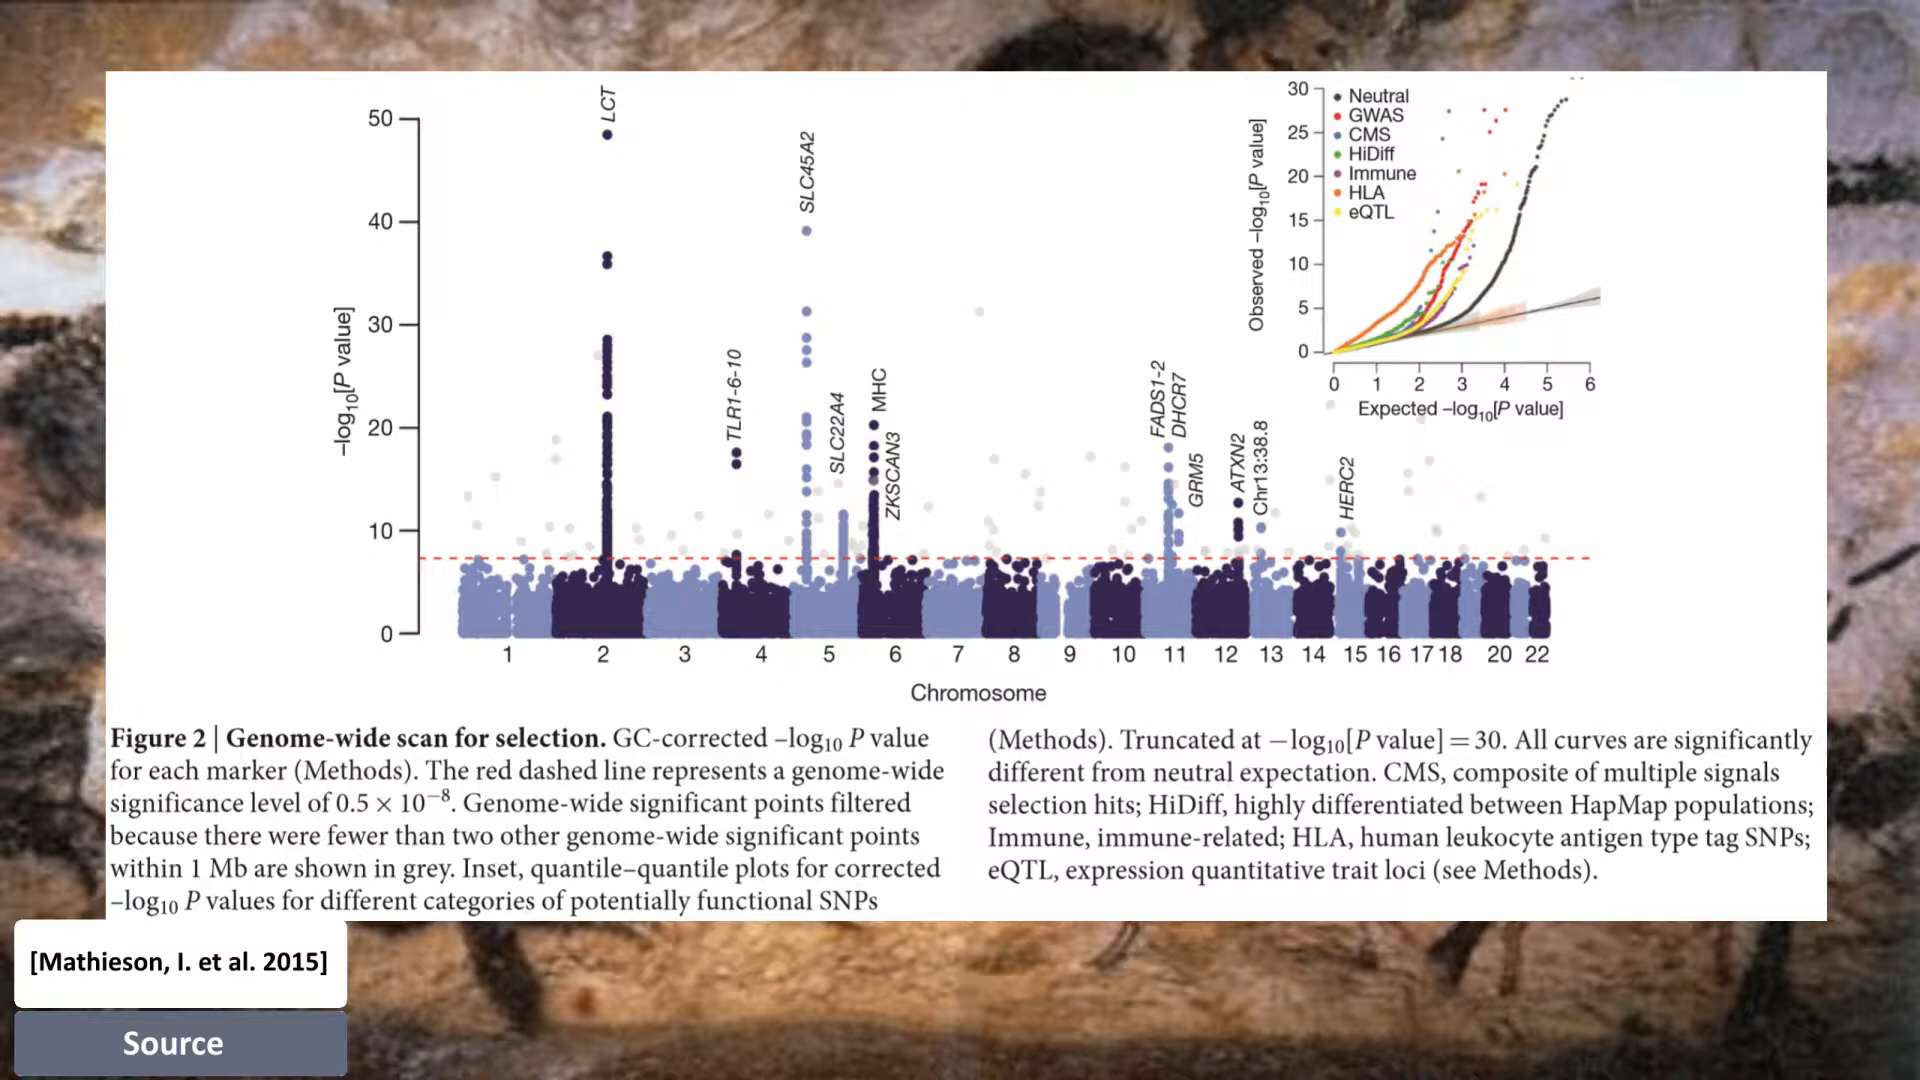 LCT
SLC45A2
TLR1-6-10
SLC22A4
MHC
ZKSCAN3
FADS1-2
DHCR7
GRM5
ATXN2
Chr13:38.8
HERC2
50
40
30
20
10
0
–log10[P value]
1 2 3 4 5 6 7 8 9 10 11 12 13 14 15 16 17 18 20 22
Chromosome
30
25
20
15
10
5
0
Observed –log10[P value]
Neutral
GWAS
CMS
HiDiff
Immune
HLA
eQTL
0 1 2 3 4 5 6
Expected –log10[P value]
Figure 2 | Genome-wide scan for selection. GC-corrected –log10 P value
for each marker (Methods). The red dashed line represents a genome-wide
significance level of 0.5 × 10−8. Genome-wide significant points filtered
because there were fewer than two other genome-wide significant points
within 1 Mb are shown in grey. Inset, quantile–quantile plots for corrected
–log10 P values for different categories of potentially functional SNPs
(Methods). Truncated at −log10[P value] = 30. All curves are significantly
different from neutral expectation. CMS, composite of multiple signals
selection hits; HiDiff, highly differentiated between HapMap populations;
Immune, immune-related; HLA, human leukocyte antigen type tag SNPs;
eQTL, expression quantitative trait loci (see Methods).
[Mathieson, I. et al. 2015]
Source